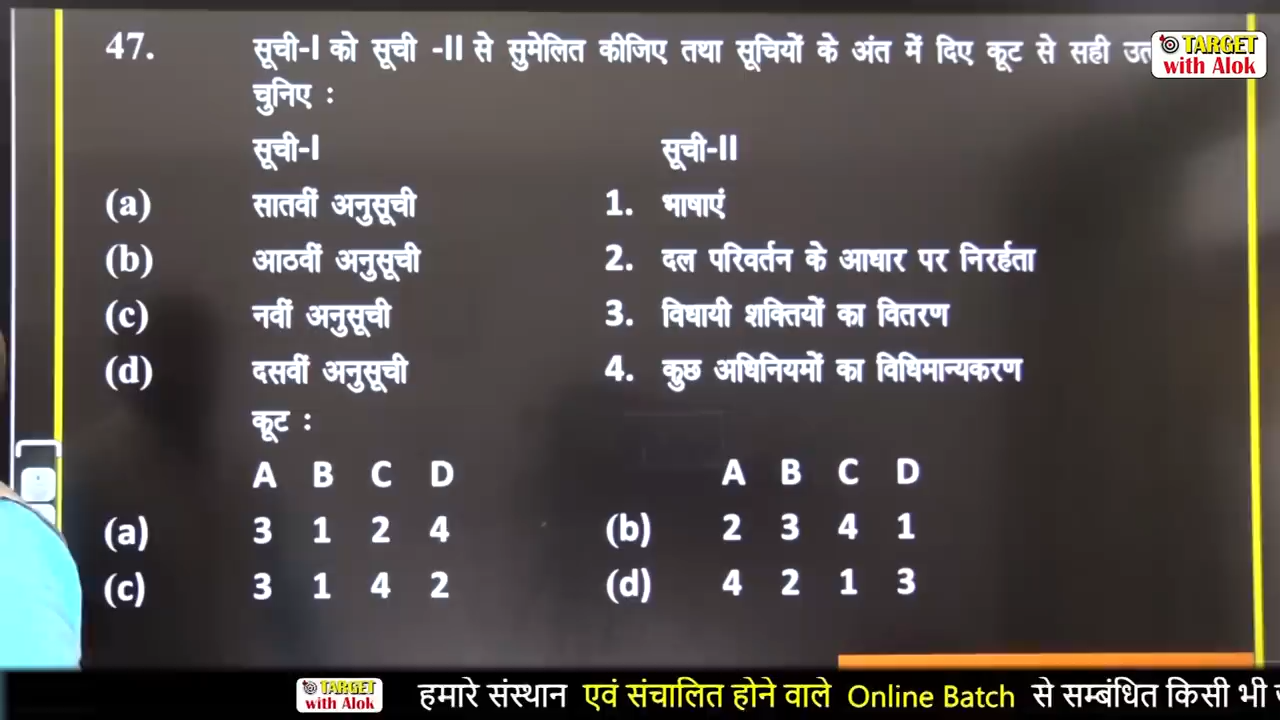 47. सूची-I को सूची -II से सुमेलित कीजिए तथा सूचियों के अंत में दिए कूट से सही
TARGET with Alok
चुनिए :
सूची-I सूची-II
(a) सातवीं अनुसूची 1. भाषाएं
(b) आठवीं अनुसूची 2. दल परिवर्तन के आधार पर निरर्हता
(c) नवीं अनुसूची 3. विधायी शक्तियों का वितरण
(d) दसवीं अनुसूची 4. कुछ अधिनियमों का विधिमान्यकरण
कूट :
A B C D A B C D
(a) 3 1 2 4 (b) 2 3 4 1
(c) 3 1 4 2 (d) 4 2 1 3
TARGET with Alok हमारे संस्थान एवं संचालित होने वाले Online Batch से सम्बंधित किसी भी